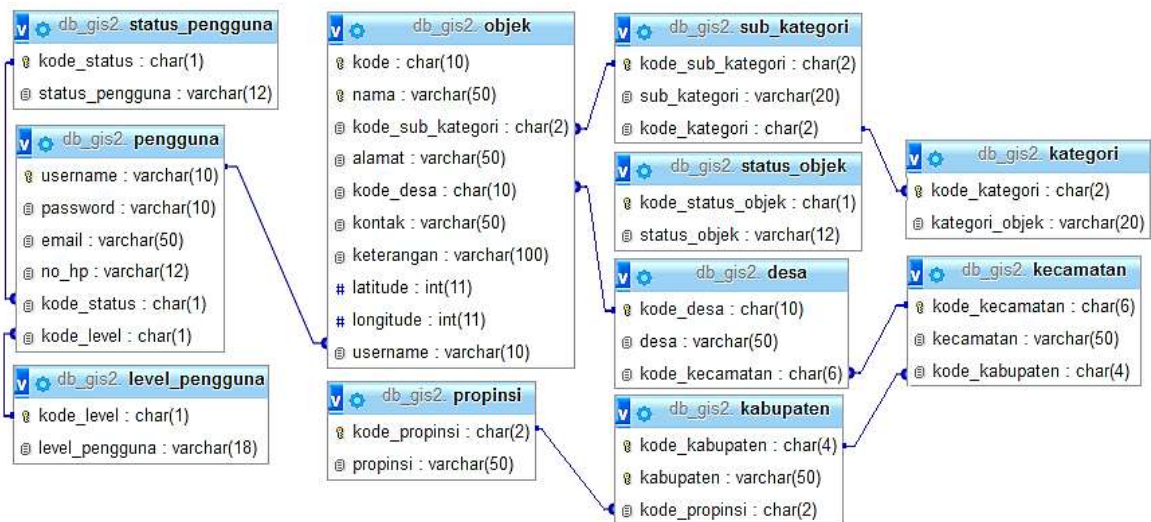 db_gis2. status_pengguna
kode_status : char(1)
status_pengguna : varchar(12)
db_gis2. pengguna
username : varchar(10)
password : varchar(10)
email : varchar(50)
no_hp : varchar(12)
kode_status : char(1)
kode_level : char(1)
db_gis2. level_pengguna
kode_level : char(1)
level_pengguna : varchar(18)
db_gis2. objek
kode : char(10)
nama : varchar(50)
kode_sub_kategori : char(2)
alamat : varchar(50)
kode_desa : char(10)
kontak : varchar(50)
keterangan : varchar(100)
# latitude : int(11)
# longitude : int(11)
username : varchar(10)
db_gis2. propinsi
kode_propinsi : char(2)
propinsi : varchar(50)
db_gis2. sub_kategori
kode_sub_kategori : char(2)
sub_kategori : varchar(20)
kode_kategori : char(2)
db_gis2. status_objek
kode_status_objek : char(1)
status_objek : varchar(12)
db_gis2. desa
kode_desa : char(10)
desa : varchar(50)
kode_kecamatan : char(6)
db_gis2. kabupaten
kode_kabupaten : char(4)
kabupaten : varchar(50)
kode_propinsi : char(2)
db_gis2. kategori
kode_kategori : char(2)
kategori_objek : varchar(20)
db_gis2. kecamatan
kode_kecamatan : char(6)
kecamatan : varchar(50)
kode_kabupaten : char(4)